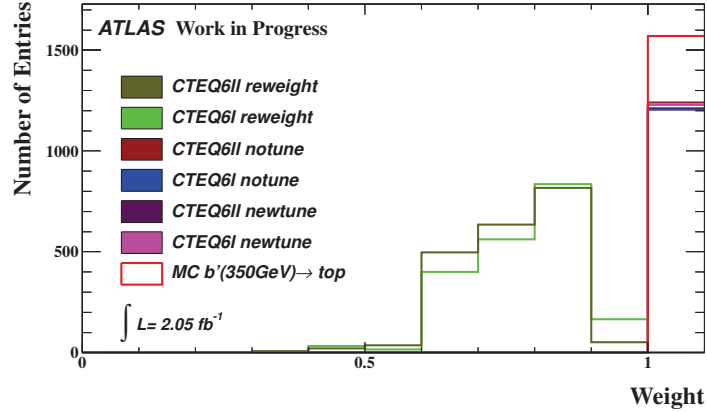 ATLAS Work in Progress
Number of Entries
1500
1000
500
0
CTEQ6ll reweight
CTEQ6l reweight
CTEQ6ll notune
CTEQ6l notune
CTEQ6ll newtune
CTEQ6l newtune
MC b'(350GeV)→ top
∫ L= 2.05 fb⁻¹
0
0.5
1
Weight